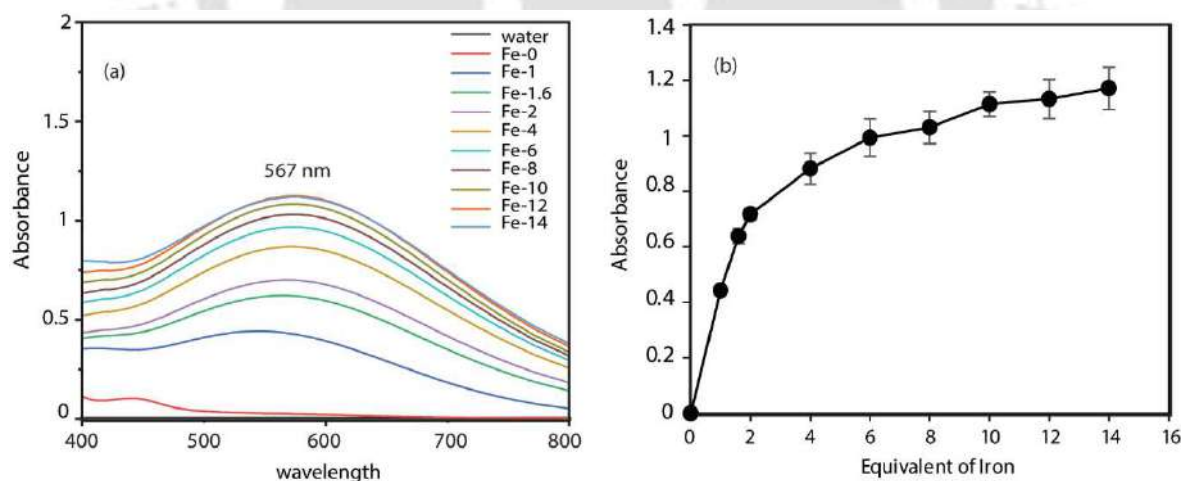 (a)
567 nm
water
Fe-0
Fe-1
Fe-1.6
Fe-2
Fe-4
Fe-6
Fe-8
Fe-10
Fe-12
Fe-14
2
1.5
1
0.5
0
Absorbance
400
500
600
700
800
wavelength
(b)
1.4
1.2
1
0.8
0.6
0.4
0.2
0
Absorbance
0
2
4
6
8
10
12
14
16
Equivalent of Iron